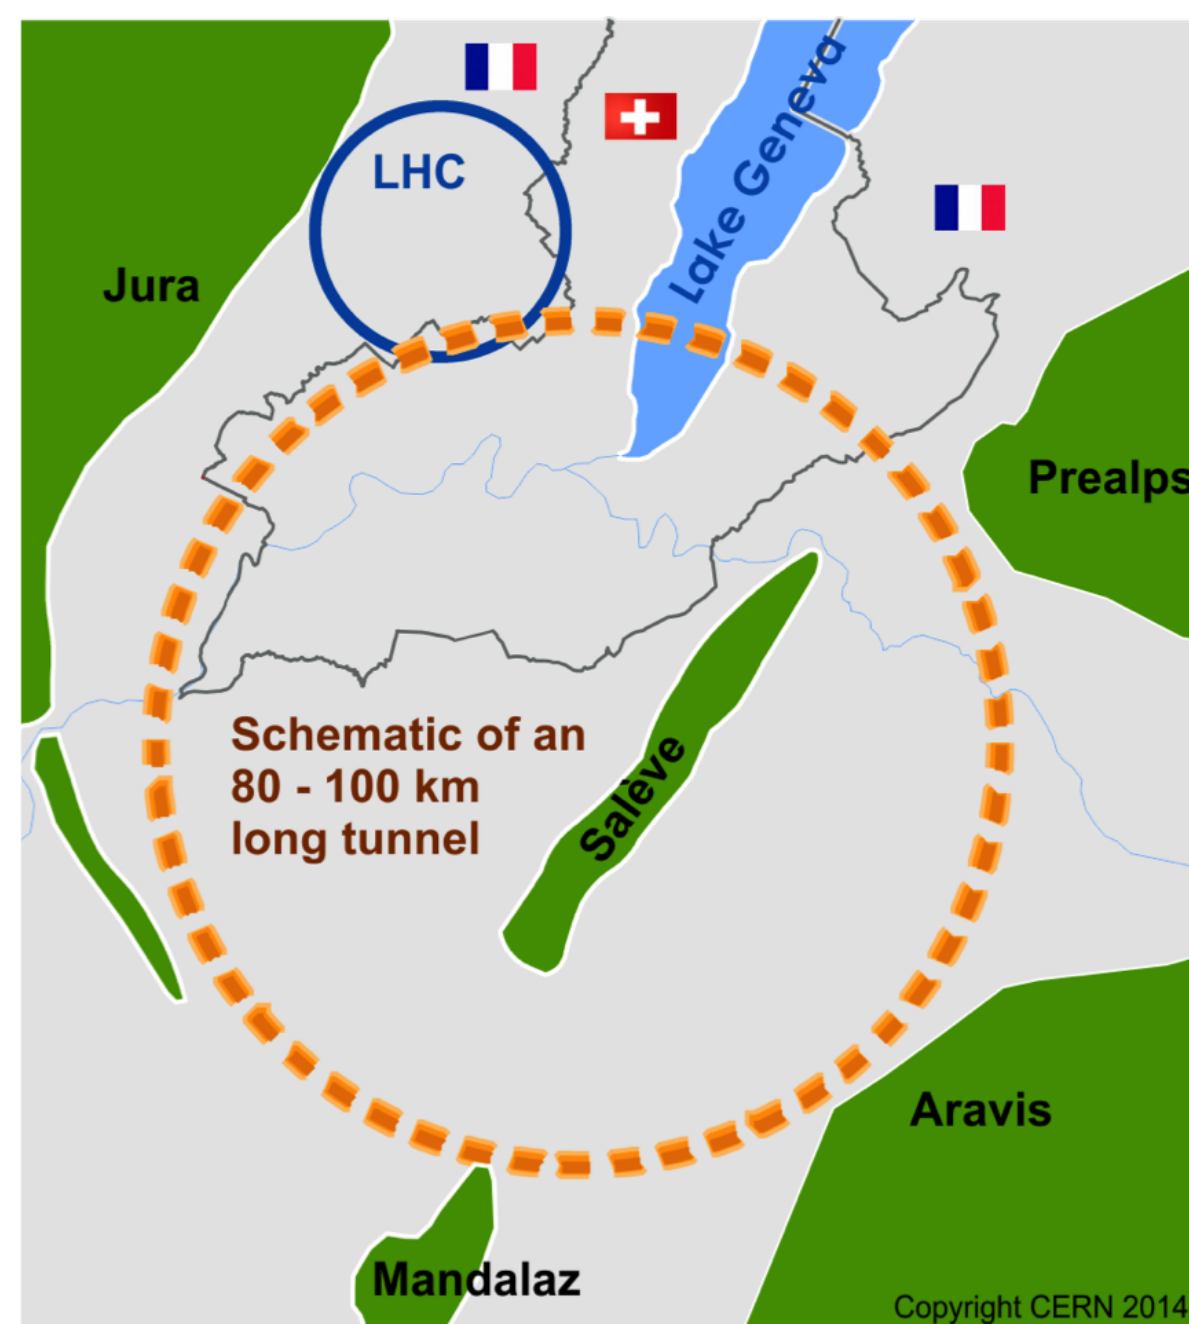 LHC
Lake Geneva
Jura
Prealps
Schematic of an
80 - 100 km
long tunnel
Salève
Aravis
Mandalaz
Copyright CERN 2014